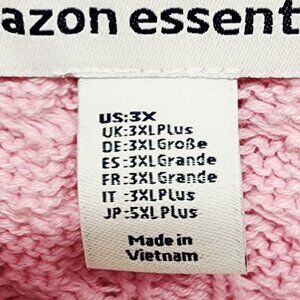 azon essent
US:3X
UK:3XLPlus
DE:3XLGroße
ES:3XLGrande
FR:3XLGrande
IT :3XLPlus
JP:5XLPlus
Made in
Vietnam